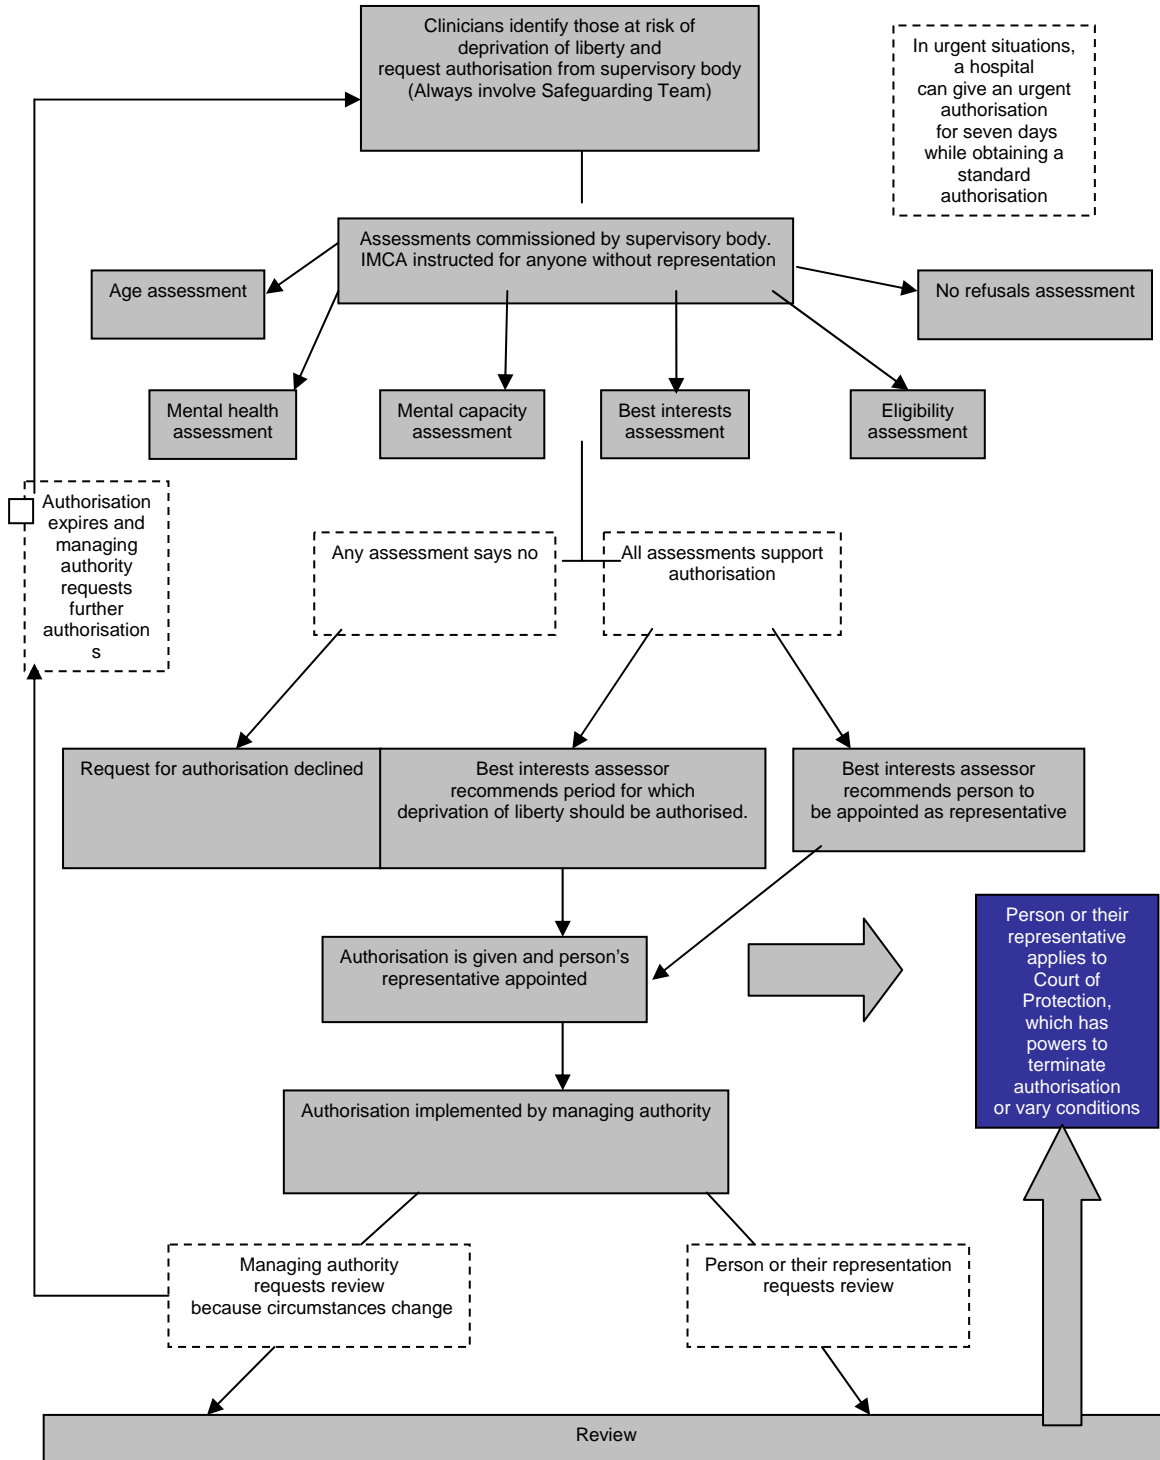 Clinicians identify those at risk of
deprivation of liberty and
request authorisation from supervisory body
(Always involve Safeguarding Team)
In urgent situations,
a hospital
can give an urgent
authorisation
for seven days
while obtaining a
standard
authorisation
Assessments commissioned by supervisory body.
IMCA instructed for anyone without representation
Age assessment
No refusals assessment
Mental health
assessment
Mental capacity
assessment
Best interests
assessment
Eligibility
assessment
Authorisation
expires and
managing
authority
requests
further
authorisation
s
Any assessment says no
All assessments support
authorisation
Request for authorisation declined
Best interests assessor
recommends period for which
deprivation of liberty should be authorised.
Best interests assessor
recommends person to
be appointed as representative
Authorisation is given and person’s
representative appointed
Person or their
representative
applies to
Court of
Protection,
which has
powers to
terminate
authorisation
or vary conditions
Authorisation implemented by managing authority
Managing authority
requests review
because circumstances change
Person or their representation
requests review
Review